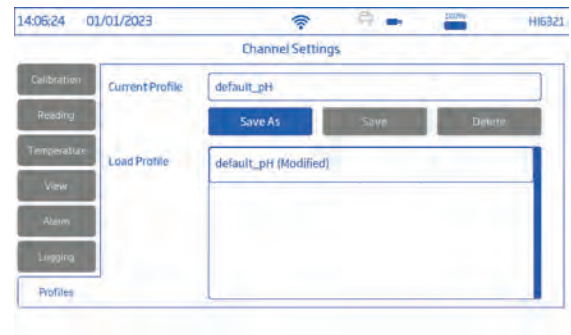 14:06:24 01/01/2023 100% HI6321
Channel Settings
Calibration
Current Profile default_pH
Reading
Save As Save Delete
Temperature
Load Profile default_pH (Modified)
View
Alarm
Logging
Profiles